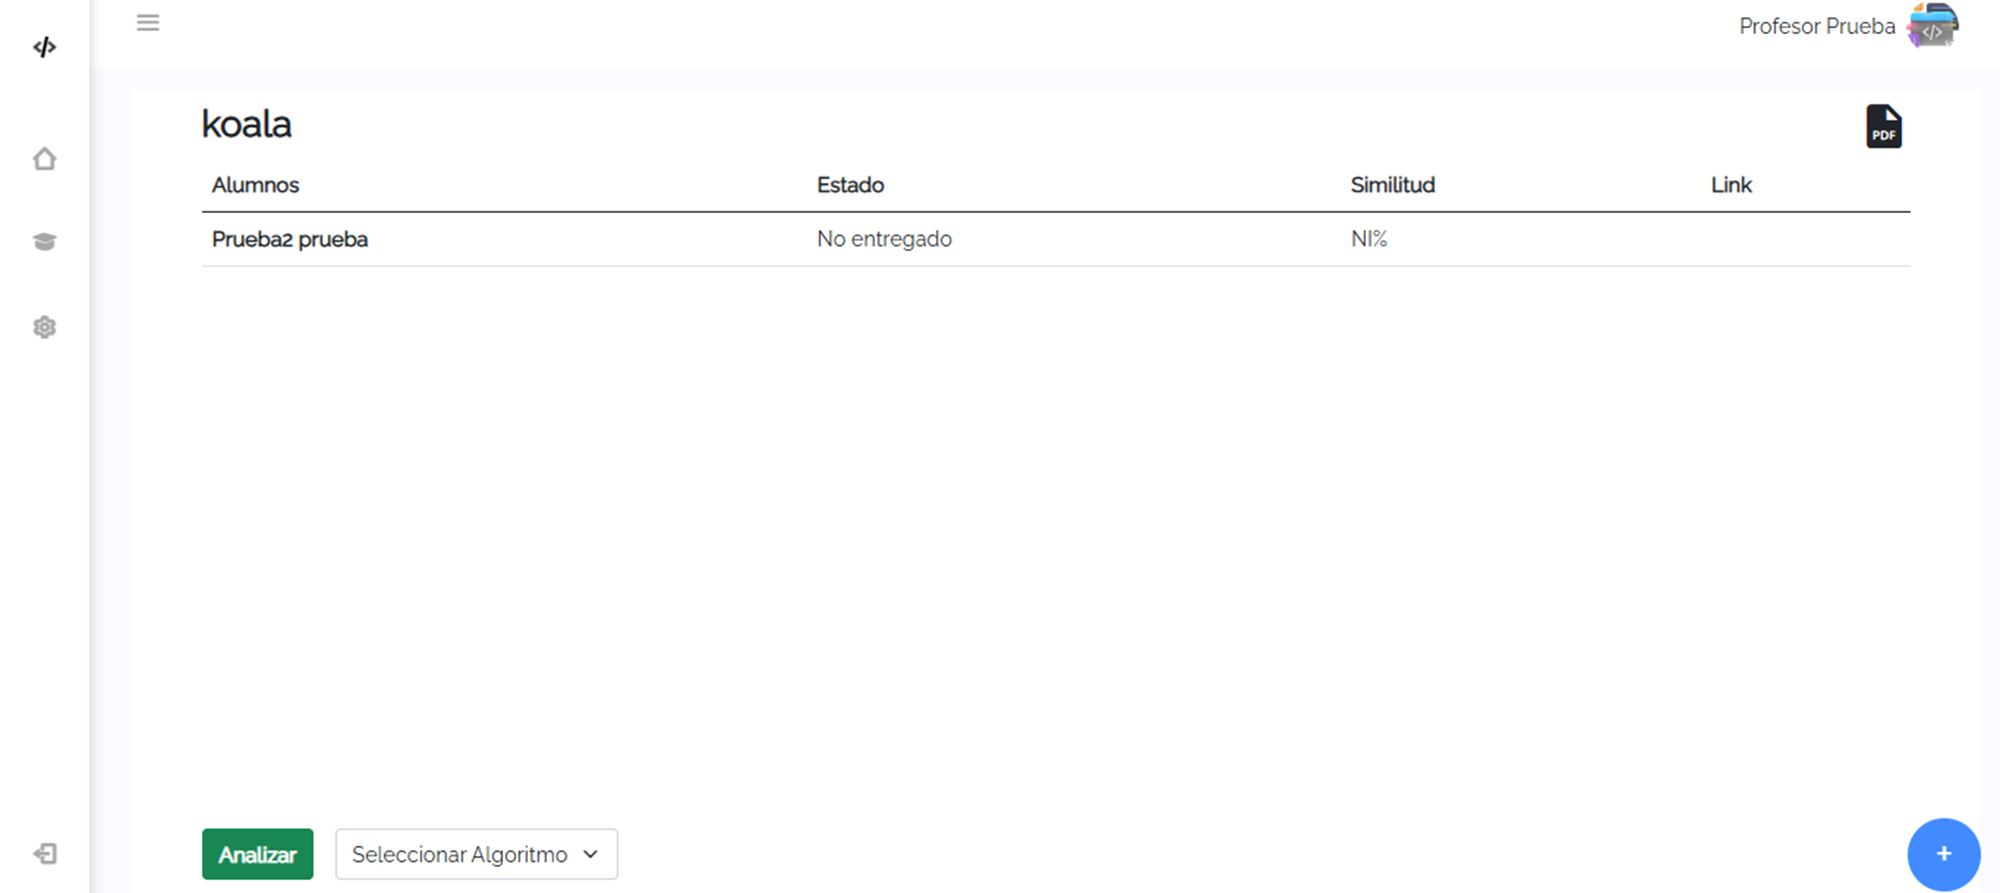 Profesor Prueba
koala
PDF
Alumnos Estado Similitud Link
Prueba2 prueba No entregado NI%
Analizar Seleccionar Algoritmo
+